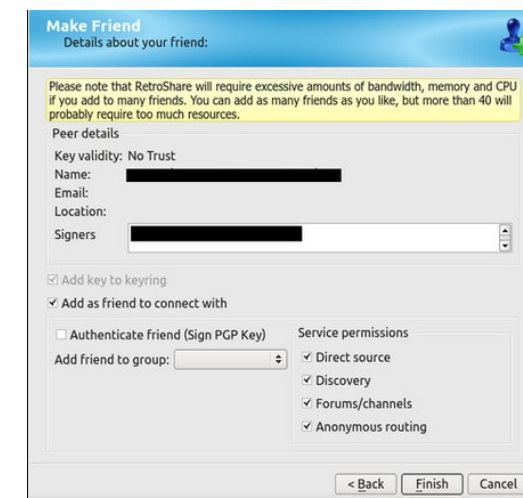 Make Friend
Details about your friend:
Please note that RetroShare will require excessive amounts of bandwidth, memory and CPU
if you add to many friends. You can add as many friends as you like, but more than 40 will
probably require too much resources.
Peer details
Key validity: No Trust
Name:
Email:
Location:
Signers
Add key to keyring
Add as friend to connect with
Authenticate friend (Sign PGP Key)
Add friend to group:
Service permissions
Direct source
Discovery
Forums/channels
Anonymous routing
< Back
Finish
Cancel